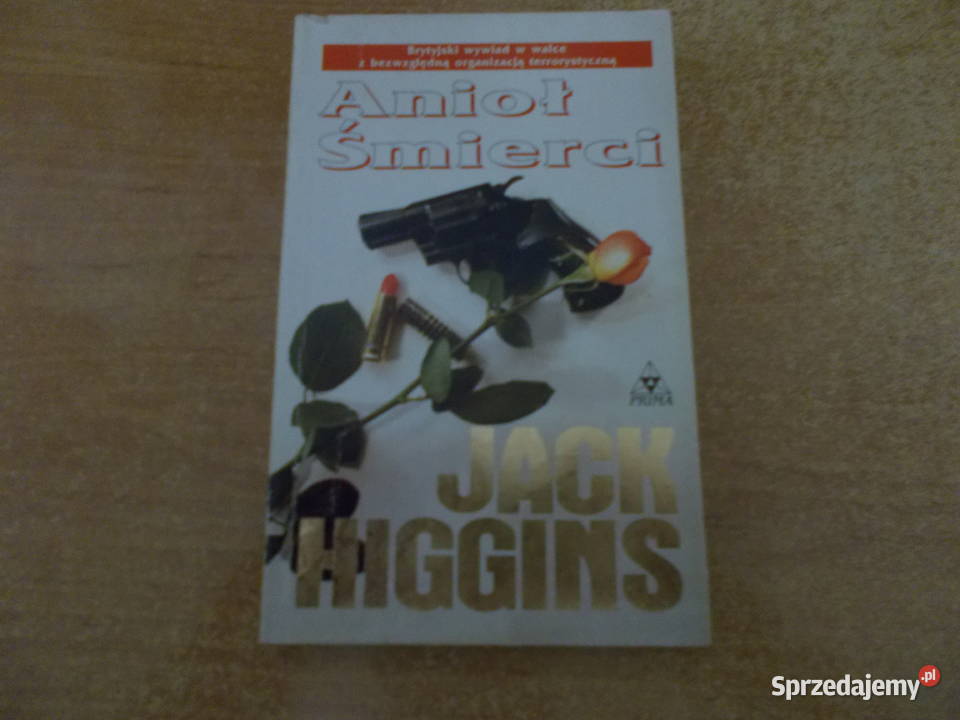 Brytyjski wywiad w walce
z bezwzględną organizacją terrorystyczną
Anioł
Śmierci
PRIMA
JACK
HIGGINS
Sprzedajemy.pl